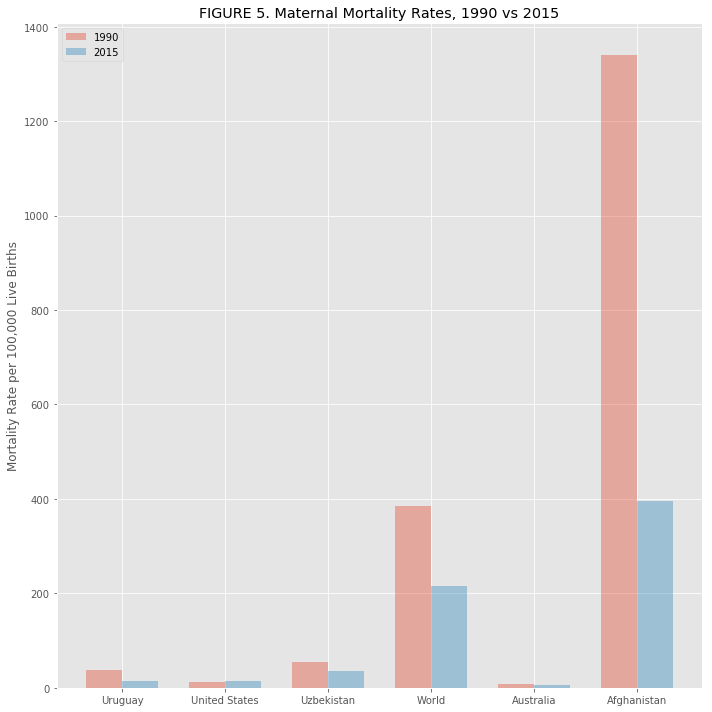 FIGURE 5. Maternal Mortality Rates, 1990 vs 2015
1990
2015
Mortality Rate per 100,000 Live Births
1400
1200
1000
800
600
400
200
0
Uruguay
United States
Uzbekistan
World
Australia
Afghanistan